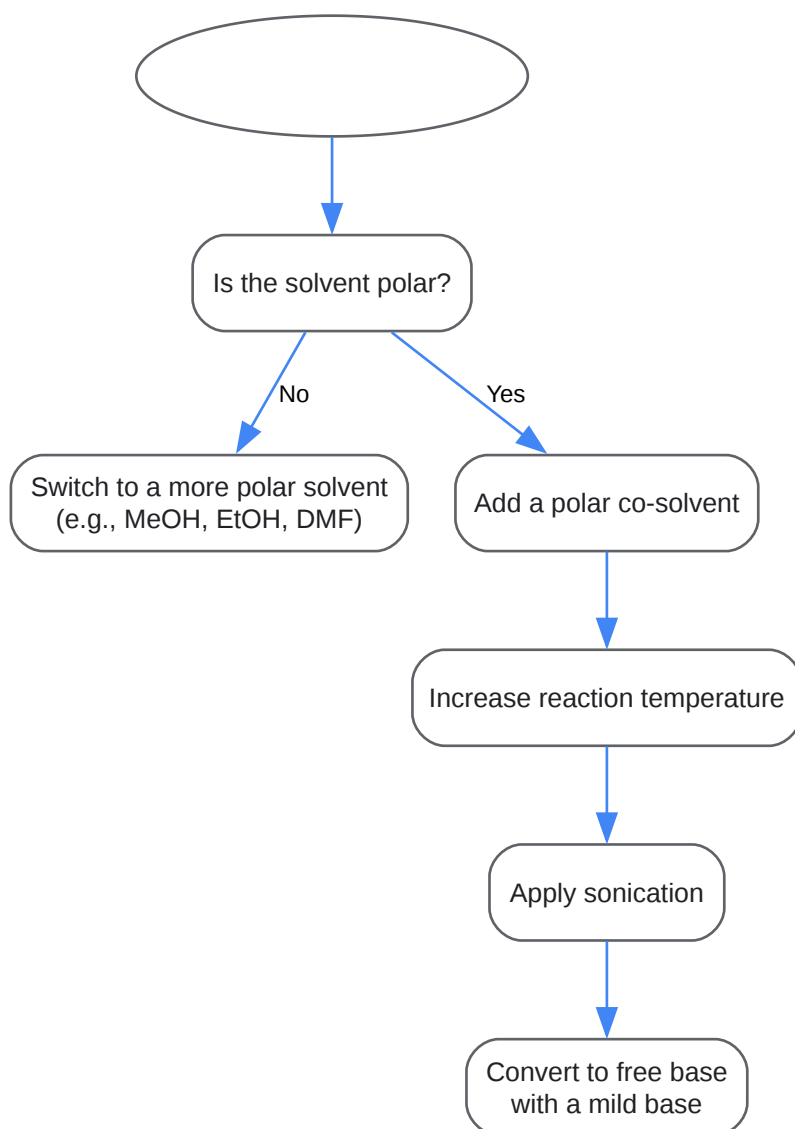 Is the solvent polar?
No
Yes
Switch to a more polar solvent
(e.g., MeOH, EtOH, DMF)
Add a polar co-solvent
Increase reaction temperature
Apply sonication
Convert to free base
with a mild base